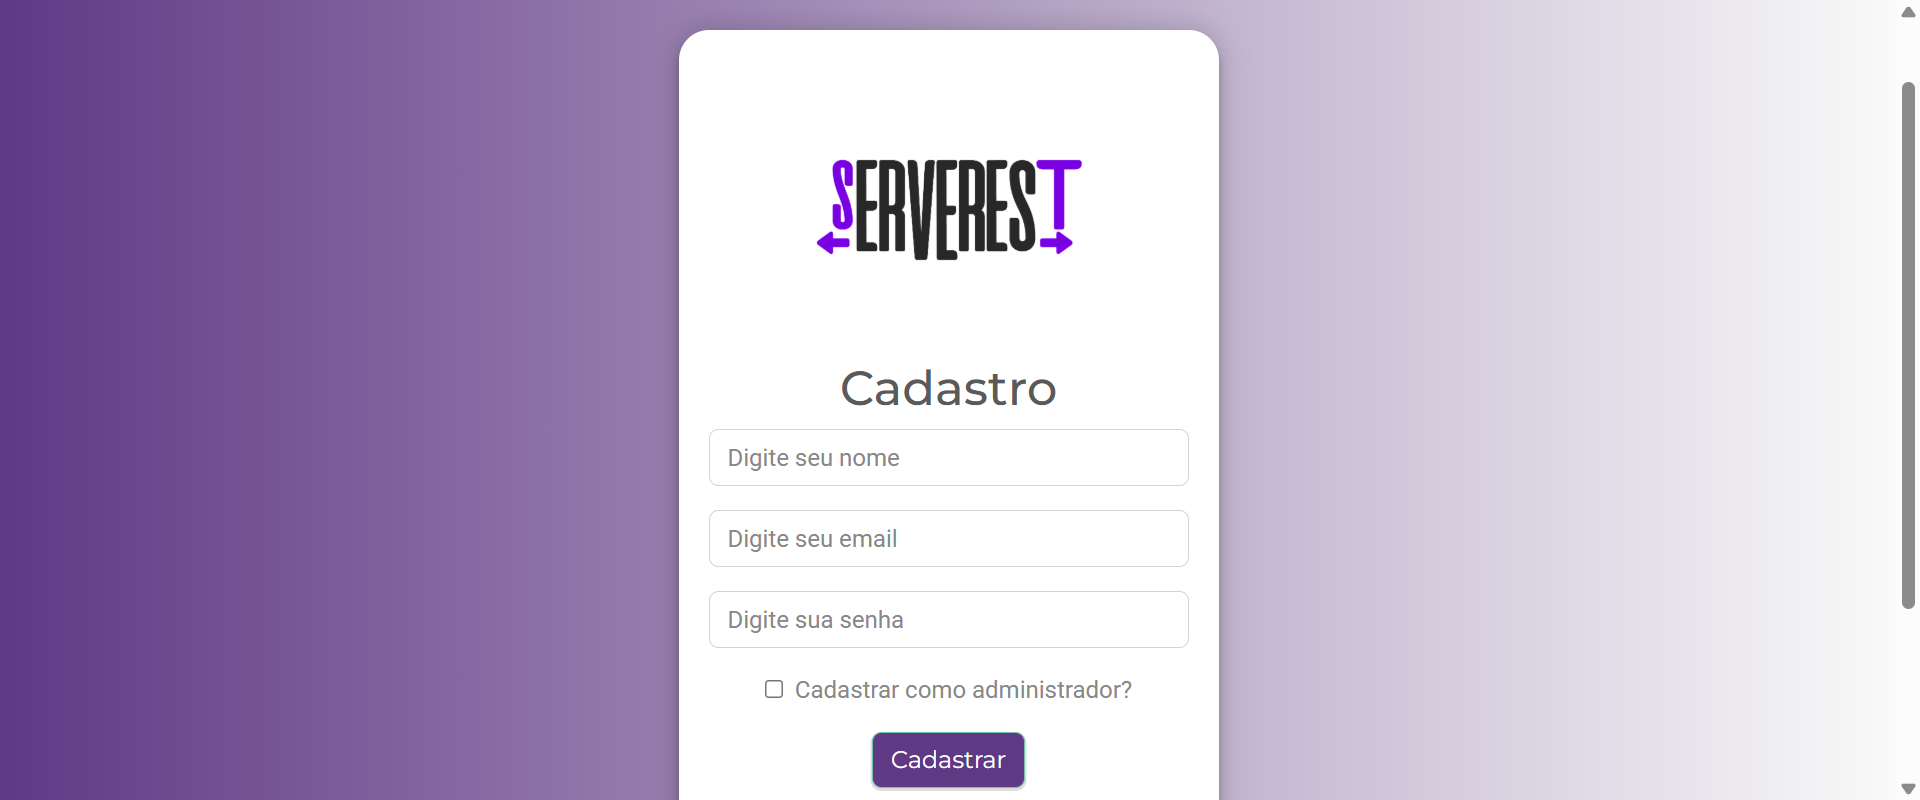 SERVEREST
Cadastro
Digite seu nome
Digite seu email
Digite sua senha
Cadastrar como administrador?
Cadastrar